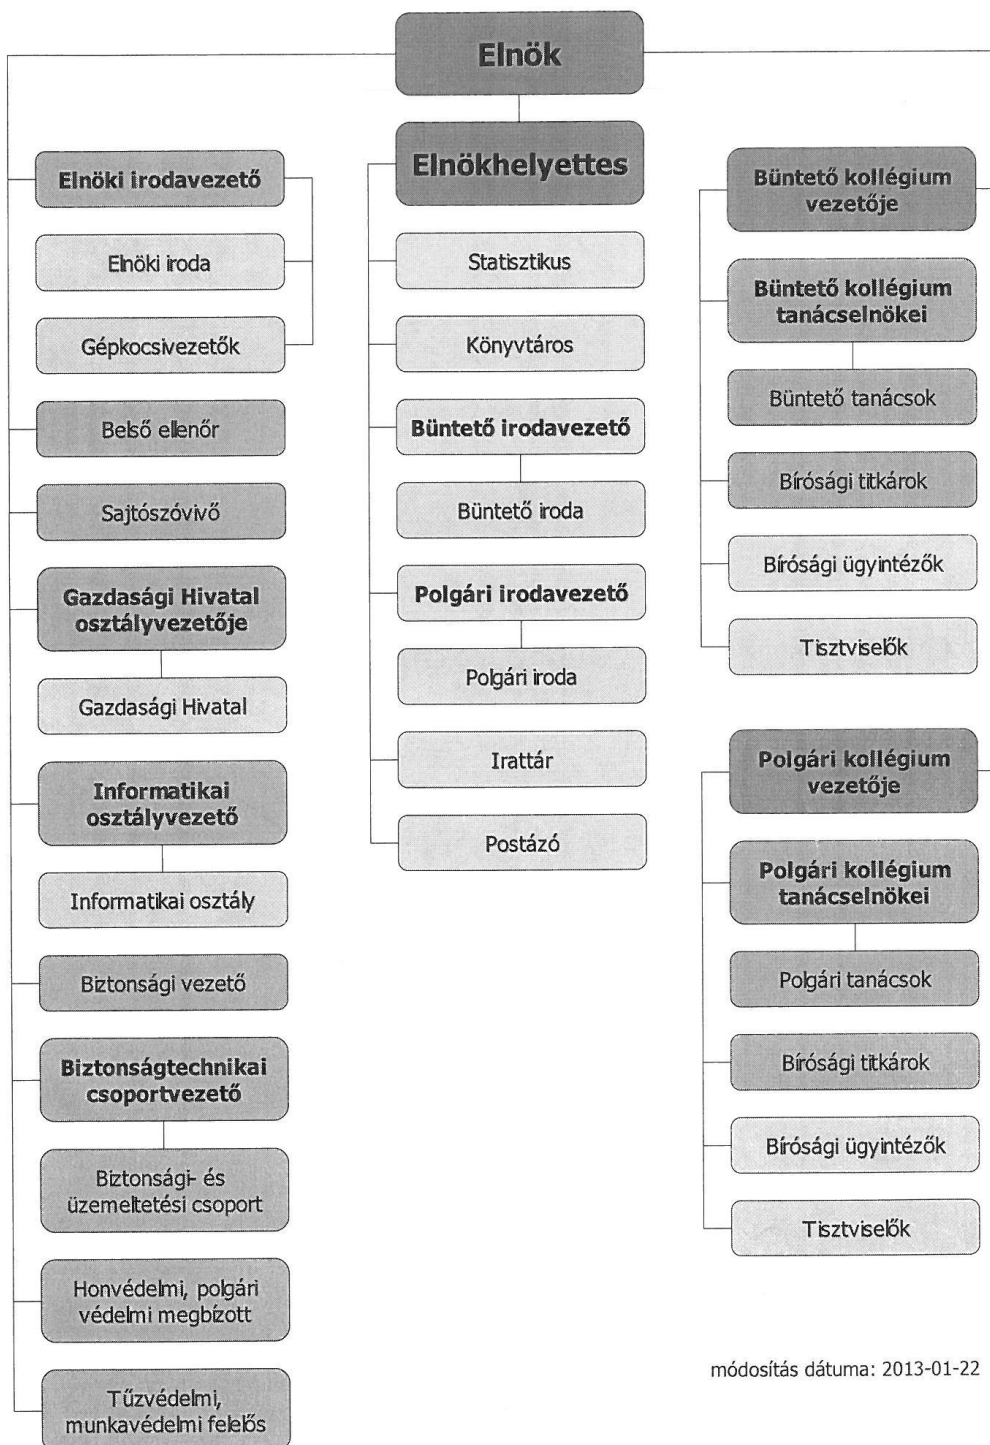 Elnök
Elnökhelyettes
Elnöki irodavezető
Elnöki iroda
Gépkocsivezetők
Belső ellenőr
Sajtószóvivő
Gazdasági Hivatal
osztályvezetője
Gazdasági Hivatal
Informatikai
osztályvezető
Informatikai osztály
Biztonsági vezető
Biztonságtechnikai
csoportvezető
Biztonsági- és
üzemeltetési csoport
Honvédelmi, polgári
védelmi megbízott
Tűzvédelmi,
munkavédelmi felelős
Statisztikus
Könyvtáros
Büntető irodavezető
Büntető iroda
Polgári irodavezető
Polgári iroda
Irattár
Postázó
Büntető kollégium
vezetője
Büntető kollégium
tanácselnökei
Büntető tanácsok
Bírósági titkárok
Bírósági ügyintézők
Tisztviselők
Polgári kollégium
vezetője
Polgári kollégium
tanácselnökei
Polgári tanácsok
Bírósági titkárok
Bírósági ügyintézők
Tisztviselők
módosítás dátuma: 2013-01-22